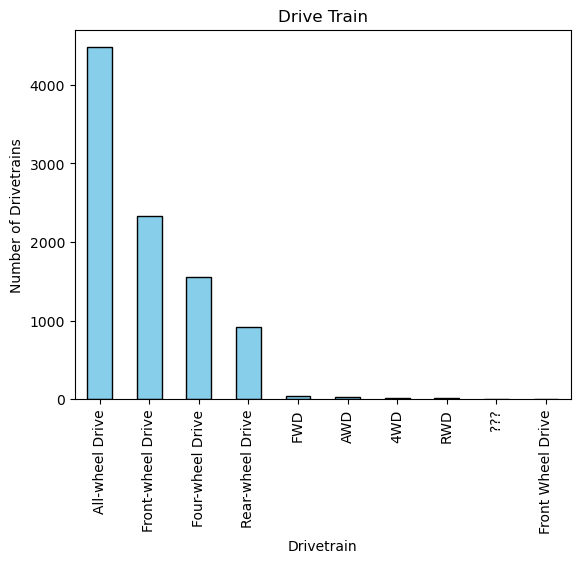 Drive Train
Number of Drivetrains
4000
3000
2000
1000
0
All-wheel Drive
Front-wheel Drive
Four-wheel Drive
Rear-wheel Drive
FWD
AWD
4WD
RWD
???
Front Wheel Drive
Drivetrain